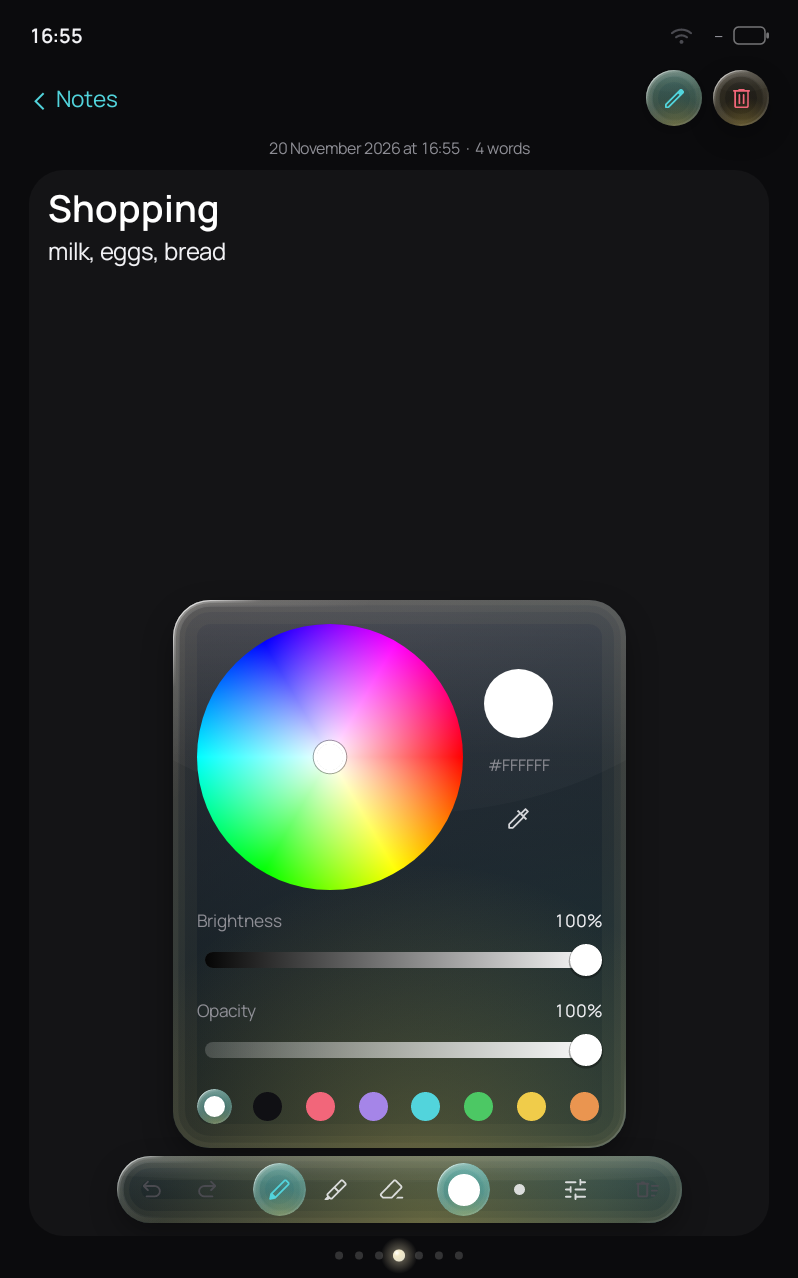 16:55
Notes
20 November 2026 at 16:55 · 4 words
Shopping
milk, eggs, bread
#FFFFFF
Brightness 100%
Opacity 100%